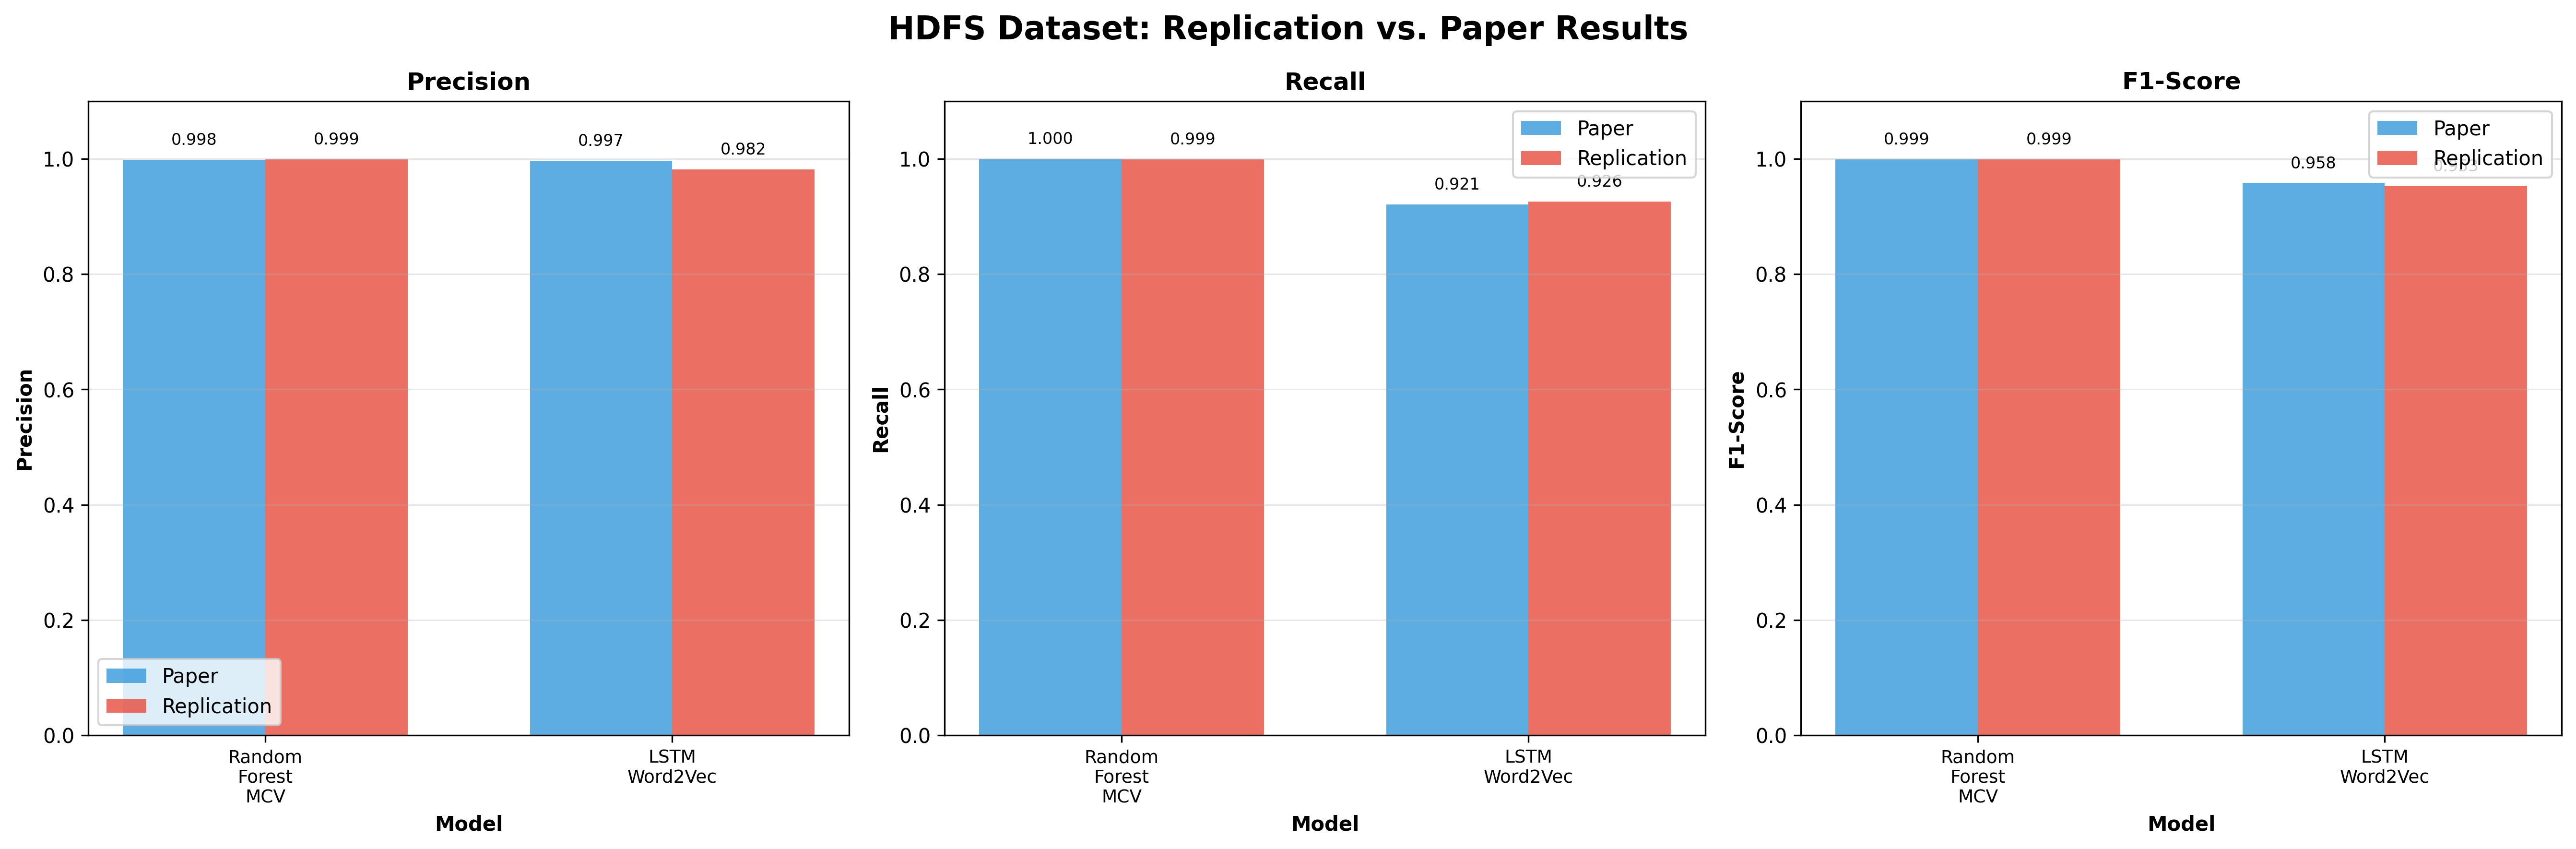 HDFS Dataset: Replication vs. Paper Results
Precision
0.998
0.999
0.997
0.982
1.0
0.8
0.6
0.4
0.2
0.0
Precision
Paper
Replication
Random
Forest
MCV
LSTM
Word2Vec
Model
Recall
1.000
0.999
0.921
0.926
Paper
Replication
1.0
0.8
0.6
0.4
0.2
0.0
Recall
Random
Forest
MCV
LSTM
Word2Vec
Model
F1-Score
0.999
0.999
0.958
Paper
Replication
1.0
0.8
0.6
0.4
0.2
0.0
F1-Score
Random
Forest
MCV
LSTM
Word2Vec
Model